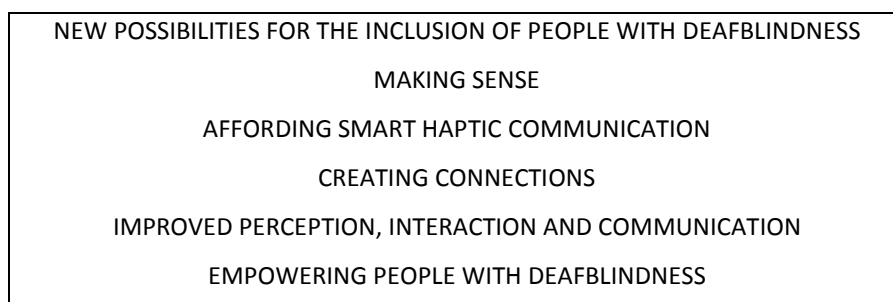 NEW POSSIBILITIES FOR THE INCLUSION OF PEOPLE WITH DEAFBLINDNESS
MAKING SENSE
AFFORDING SMART HAPTIC COMMUNICATION
CREATING CONNECTIONS
IMPROVED PERCEPTION, INTERACTION AND COMMUNICATION
EMPOWERING PEOPLE WITH DEAFBLINDNESS